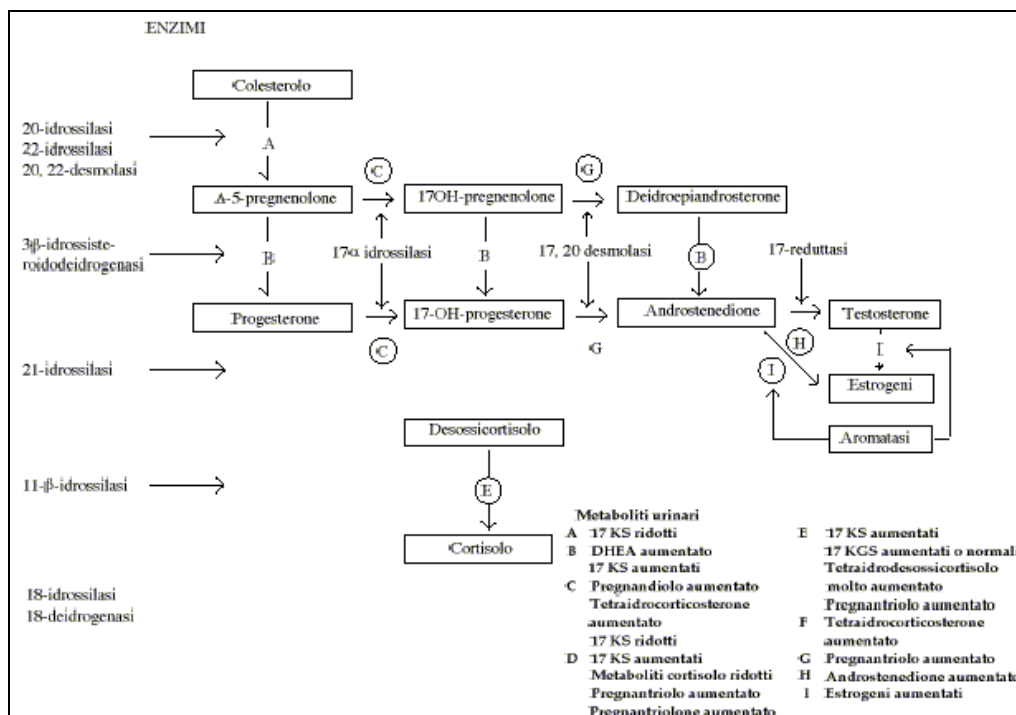 ENZIMI
Colesterolo
20-idrossilasi
22-idrossilasi
20, 22-desmolasi
A
C
G
Δ-5-pregnenolone
17OH-pregnenolone
Deidroepiandrosterone
3β-idrossiste-
roidodeidrogenasi
B
17α idrossilasi
B
17, 20 desmolasi
B
17-reduttasi
Progesterone
17-OH-progesterone
Androstenedione
Testosterone
C
G
H
I
I
21-idrossilasi
Estrogeni
Desossicortisolo
Aromatasi
11-β-idrossilasi
E
Cortisolo
18-idrossilasi
18-deidrogenasi
Metaboliti urinari
A 17 KS ridotti
B DHEA aumentato
17 KS aumentati
C Pregnandiolo aumentato
Tetraidrocorticosterone
aumentato
17 KS ridotti
D 17 KS aumentati
Metaboliti cortisolo ridotti
Pregnantriolo aumentato
Pregnantriolone aumentato
E 17 KS aumentati
17 KGS aumentati o normali
Tetraidrodesossicortisolo
molto aumentato
Pregnantriolo aumentato
F Tetraidrocorticosterone
aumentato
G Pregnantriolo aumentato
H Androstenedione aumentato
I Estrogeni aumentati